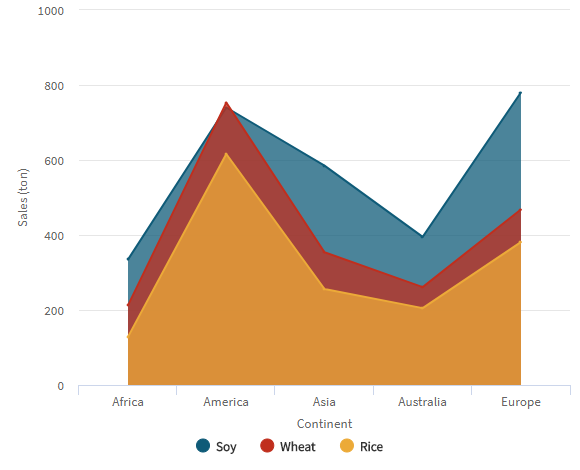 1000
800
600
400
200
0
Sales (ton)
Africa America Asia Australia Europe
Continent
Soy Wheat Rice